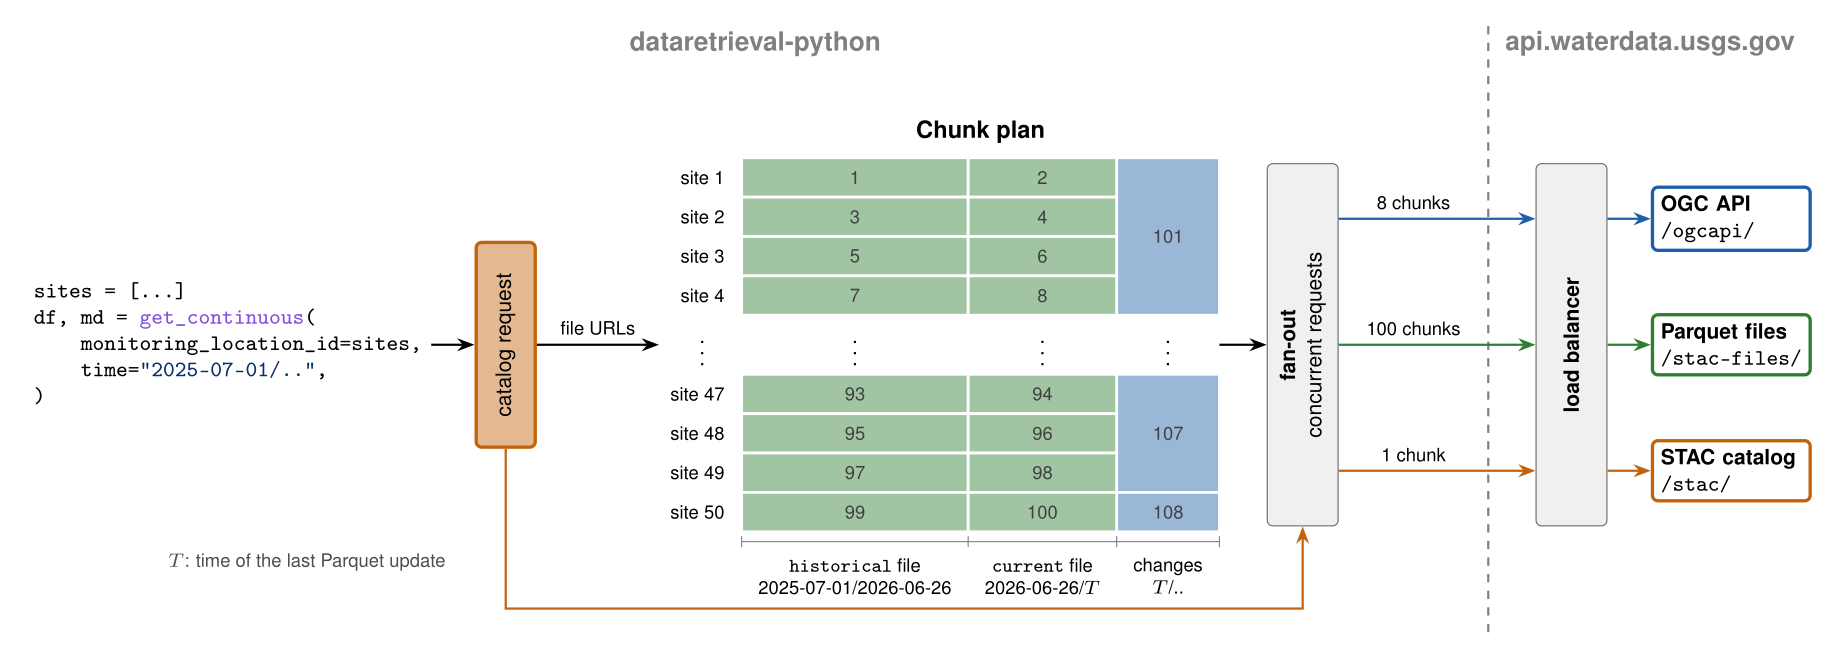 dataretrieval-python
api.waterdata.usgs.gov
Chunk plan
sites = [...]
df, md = get_continuous(
monitoring_location_id=sites,
time="2025-07-01/..",
)
catalog request
file URLs
site 1 1 2
site 2 3 4
101
site 3 5 6
site 4 7 8
⋮ ⋮ ⋮ ⋮
site 47 93 94
site 48 95 96 107
site 49 97 98
site 50 99 100 108
historical file
2025-07-01/2026-06-26
current file
2026-06-26/T
changes
T/..
T: time of the last Parquet update
fan-out
concurrent requests
8 chunks
100 chunks
1 chunk
load balancer
OGC API
/ogcapi/
Parquet files
/stac-files/
STAC catalog
/stac/